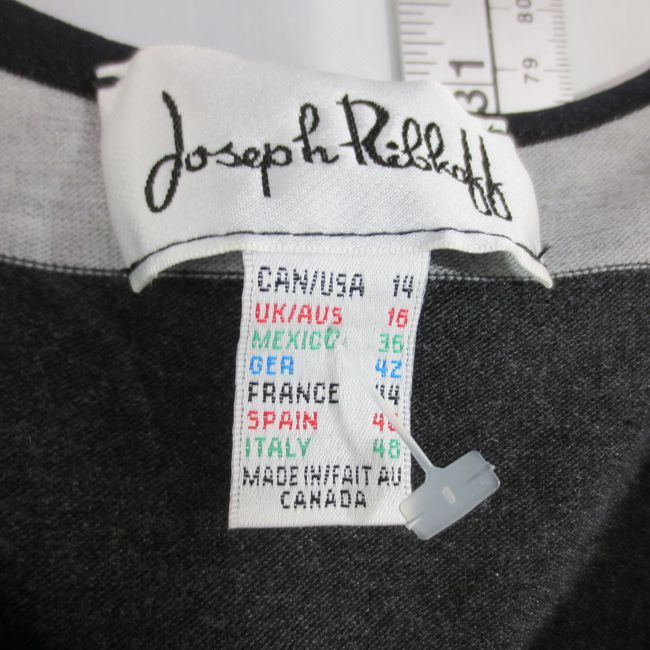 Joseph Ribkoff
CAN/USA 14
UK/AUS 16
MEXICO 36
GER 42
FRANCE 44
SPAIN
ITALY 48
MADE IN/FAIT AU
CANADA
31
80
79